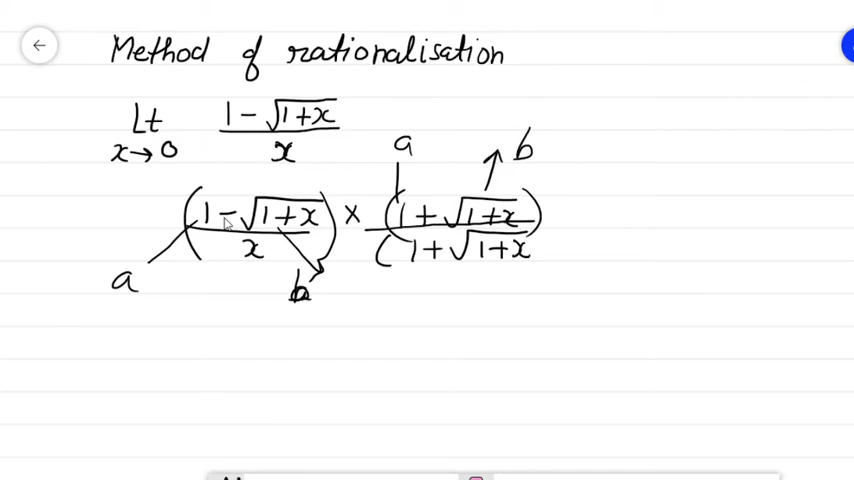 Method of rationalisation
Lt x→0 (1 - √(1+x))/x
a b
((1 - √(1+x))/x) × (1 + √(1+x))/(1 + √(1+x))
a b